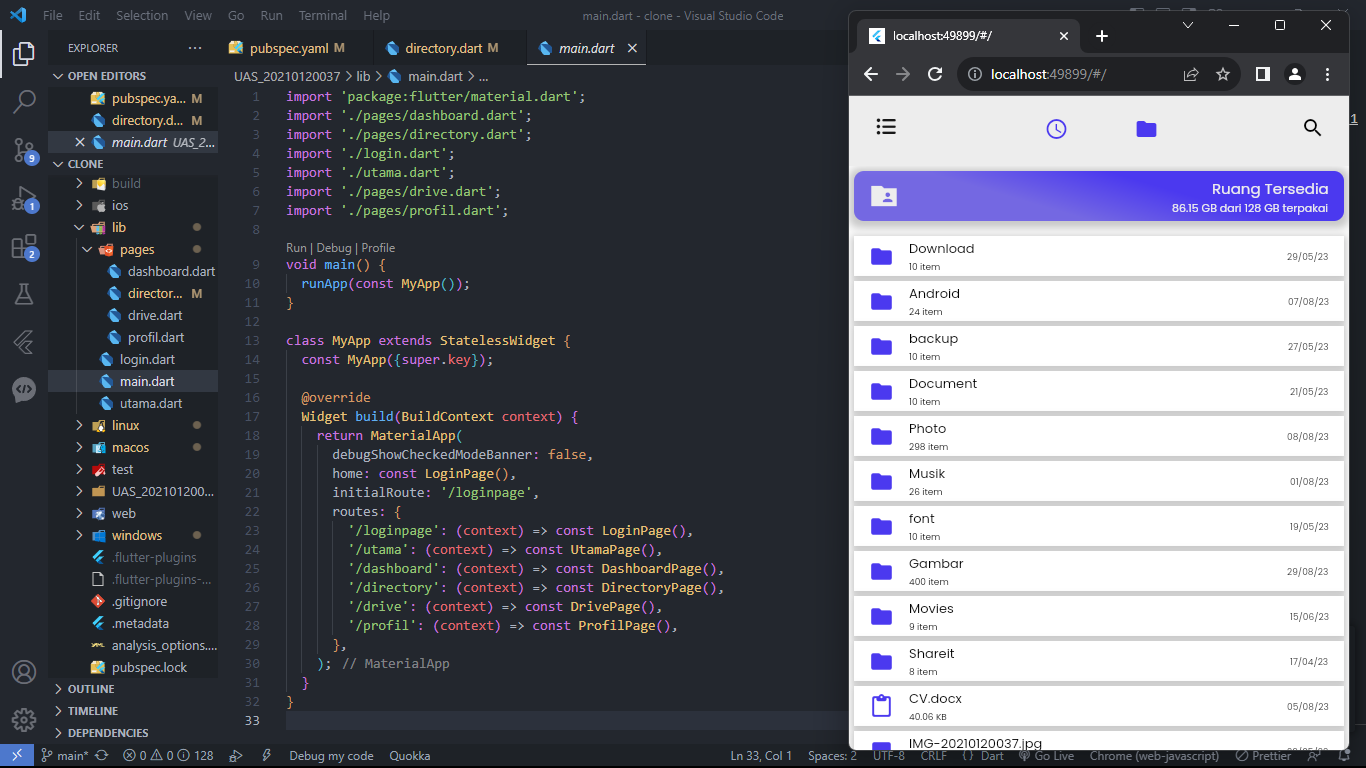 File Edit Selection View Go Run Terminal Help
main.dart - clone - Visual Studio Code
EXPLORER
OPEN EDITORS
pubspec.ya... M
directory.d... M
main.dart UAS_2...
CLONE
build
ios
lib
pages
dashboard.dart
director... M
drive.dart
profil.dart
login.dart
main.dart
utama.dart
linux
macos
test
UAS_202101200...
web
windows
.flutter-plugins
.flutter-plugins-...
.gitignore
.metadata
analysis_options....
pubspec.lock
OUTLINE
TIMELINE
DEPENDENCIES
9
1
2
pubspec.yaml M
directory.dart M
main.dart
UAS_20210120037 > lib > main.dart > ...
1 import 'package:flutter/material.dart';
2 import './pages/dashboard.dart';
3 import './pages/directory.dart';
4 import './login.dart';
5 import './utama.dart';
6 import './pages/drive.dart';
7 import './pages/profil.dart';
8
Run | Debug | Profile
9 void main() {
10 runApp(const MyApp());
11 }
12
13 class MyApp extends StatelessWidget {
14 const MyApp({super.key});
15
16 @override
17 Widget build(BuildContext context) {
18 return MaterialApp(
19 debugShowCheckedModeBanner: false,
20 home: const LoginPage(),
21 initialRoute: '/loginpage',
22 routes: {
23 '/loginpage': (context) => const LoginPage(),
24 '/utama': (context) => const UtamaPage(),
25 '/dashboard': (context) => const DashboardPage(),
26 '/directory': (context) => const DirectoryPage(),
27 '/drive': (context) => const DrivePage(),
28 '/profil': (context) => const ProfilPage(),
29 },
30 ); // MaterialApp
31 }
32 }
33
localhost:49899/#/
localhost:49899/#/
1
Ruang Tersedia
86.15 GB dari 128 GB terpakai
Download
10 item
29/05/23
Android
24 item
07/08/23
backup
10 item
27/05/23
Document
10 item
21/05/23
Photo
298 item
08/08/23
Musik
26 item
01/08/23
font
10 item
19/05/23
Gambar
400 item
29/08/23
Movies
9 item
15/06/23
Shareit
8 item
17/04/23
CV.docx
40.06 KB
05/08/23
IMG-20210120037.jpg
main* 0 0 128 Debug my code Quokka
Ln 33, Col 1 Spaces: 2 UTF-8 CRLF { } Dart Go Live Chrome (web-javascript) Prettier